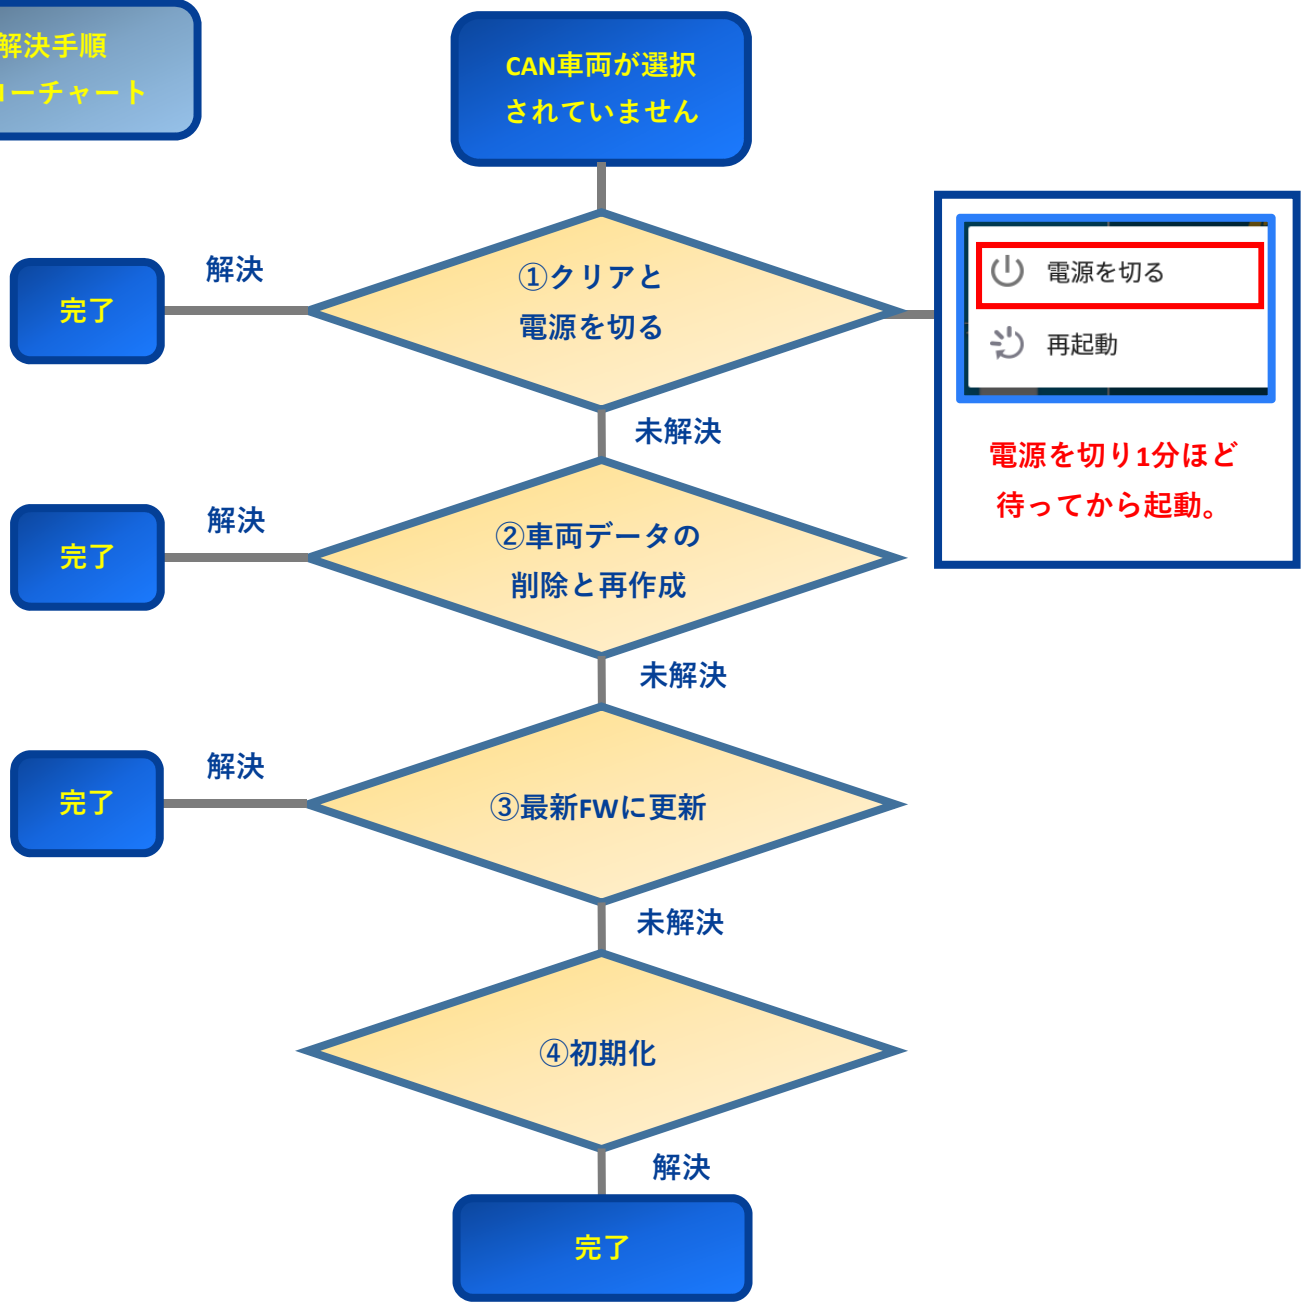 解決手順
ーチャート
CAN車両が選択
されていません
①クリアと
電源を切る
解決
完了
電源を切る
再起動
電源を切り1分ほど
待ってから起動。
未解決
②車両データの
削除と再作成
解決
完了
未解決
③最新FWに更新
解決
完了
未解決
④初期化
解決
完了